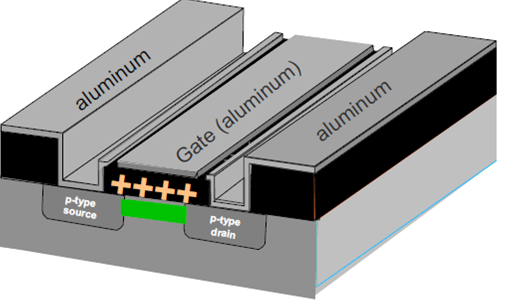 aluminum
Gate (aluminum)
aluminum
p-type
source
p-type
drain